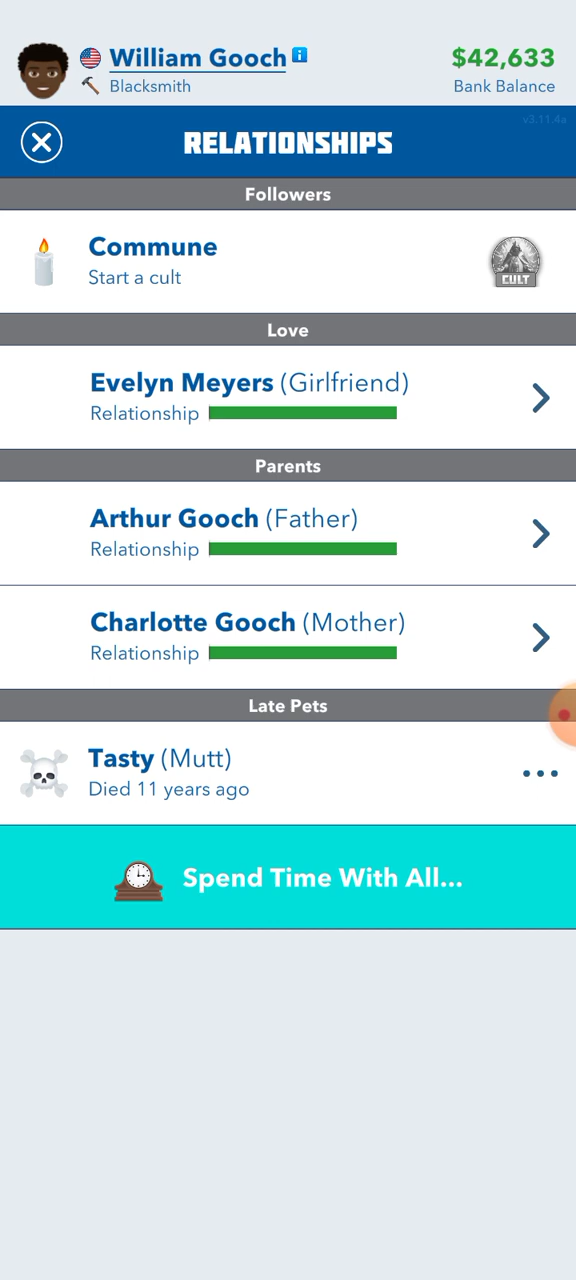 William Gooch
$42,633
Blacksmith
Bank Balance
v3.11.4a
RELATIONSHIPS
Followers
Commune
Start a cult
CULT
Love
Evelyn Meyers (Girlfriend)
Relationship
Parents
Arthur Gooch (Father)
Relationship
Charlotte Gooch (Mother)
Relationship
Late Pets
Tasty (Mutt)
Died 11 years ago
Spend Time With All...